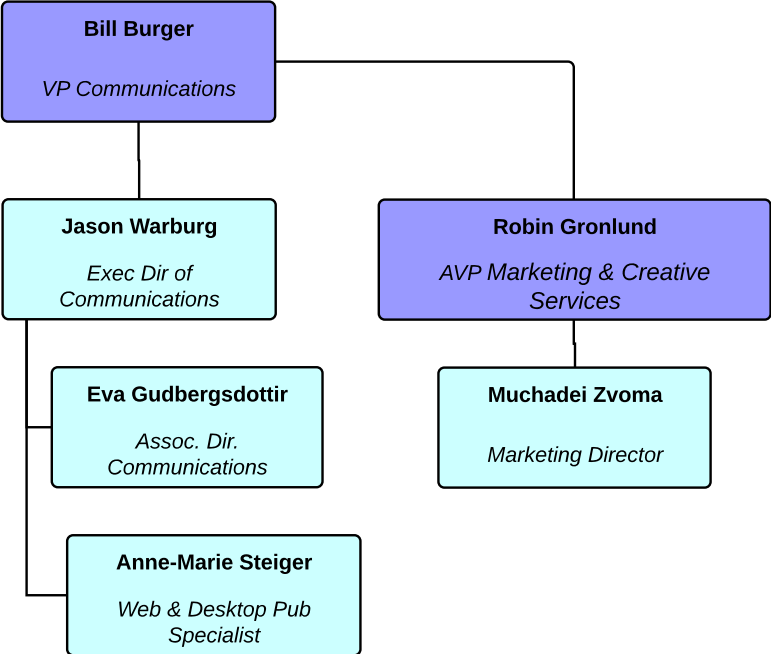 Bill Burger
VP Communications
Jason Warburg
Exec Dir of
Communications
Robin Gronlund
AVP Marketing & Creative
Services
Eva Gudbergsdottir
Assoc. Dir.
Communications
Muchadei Zvoma
Marketing Director
Anne-Marie Steiger
Web & Desktop Pub
Specialist